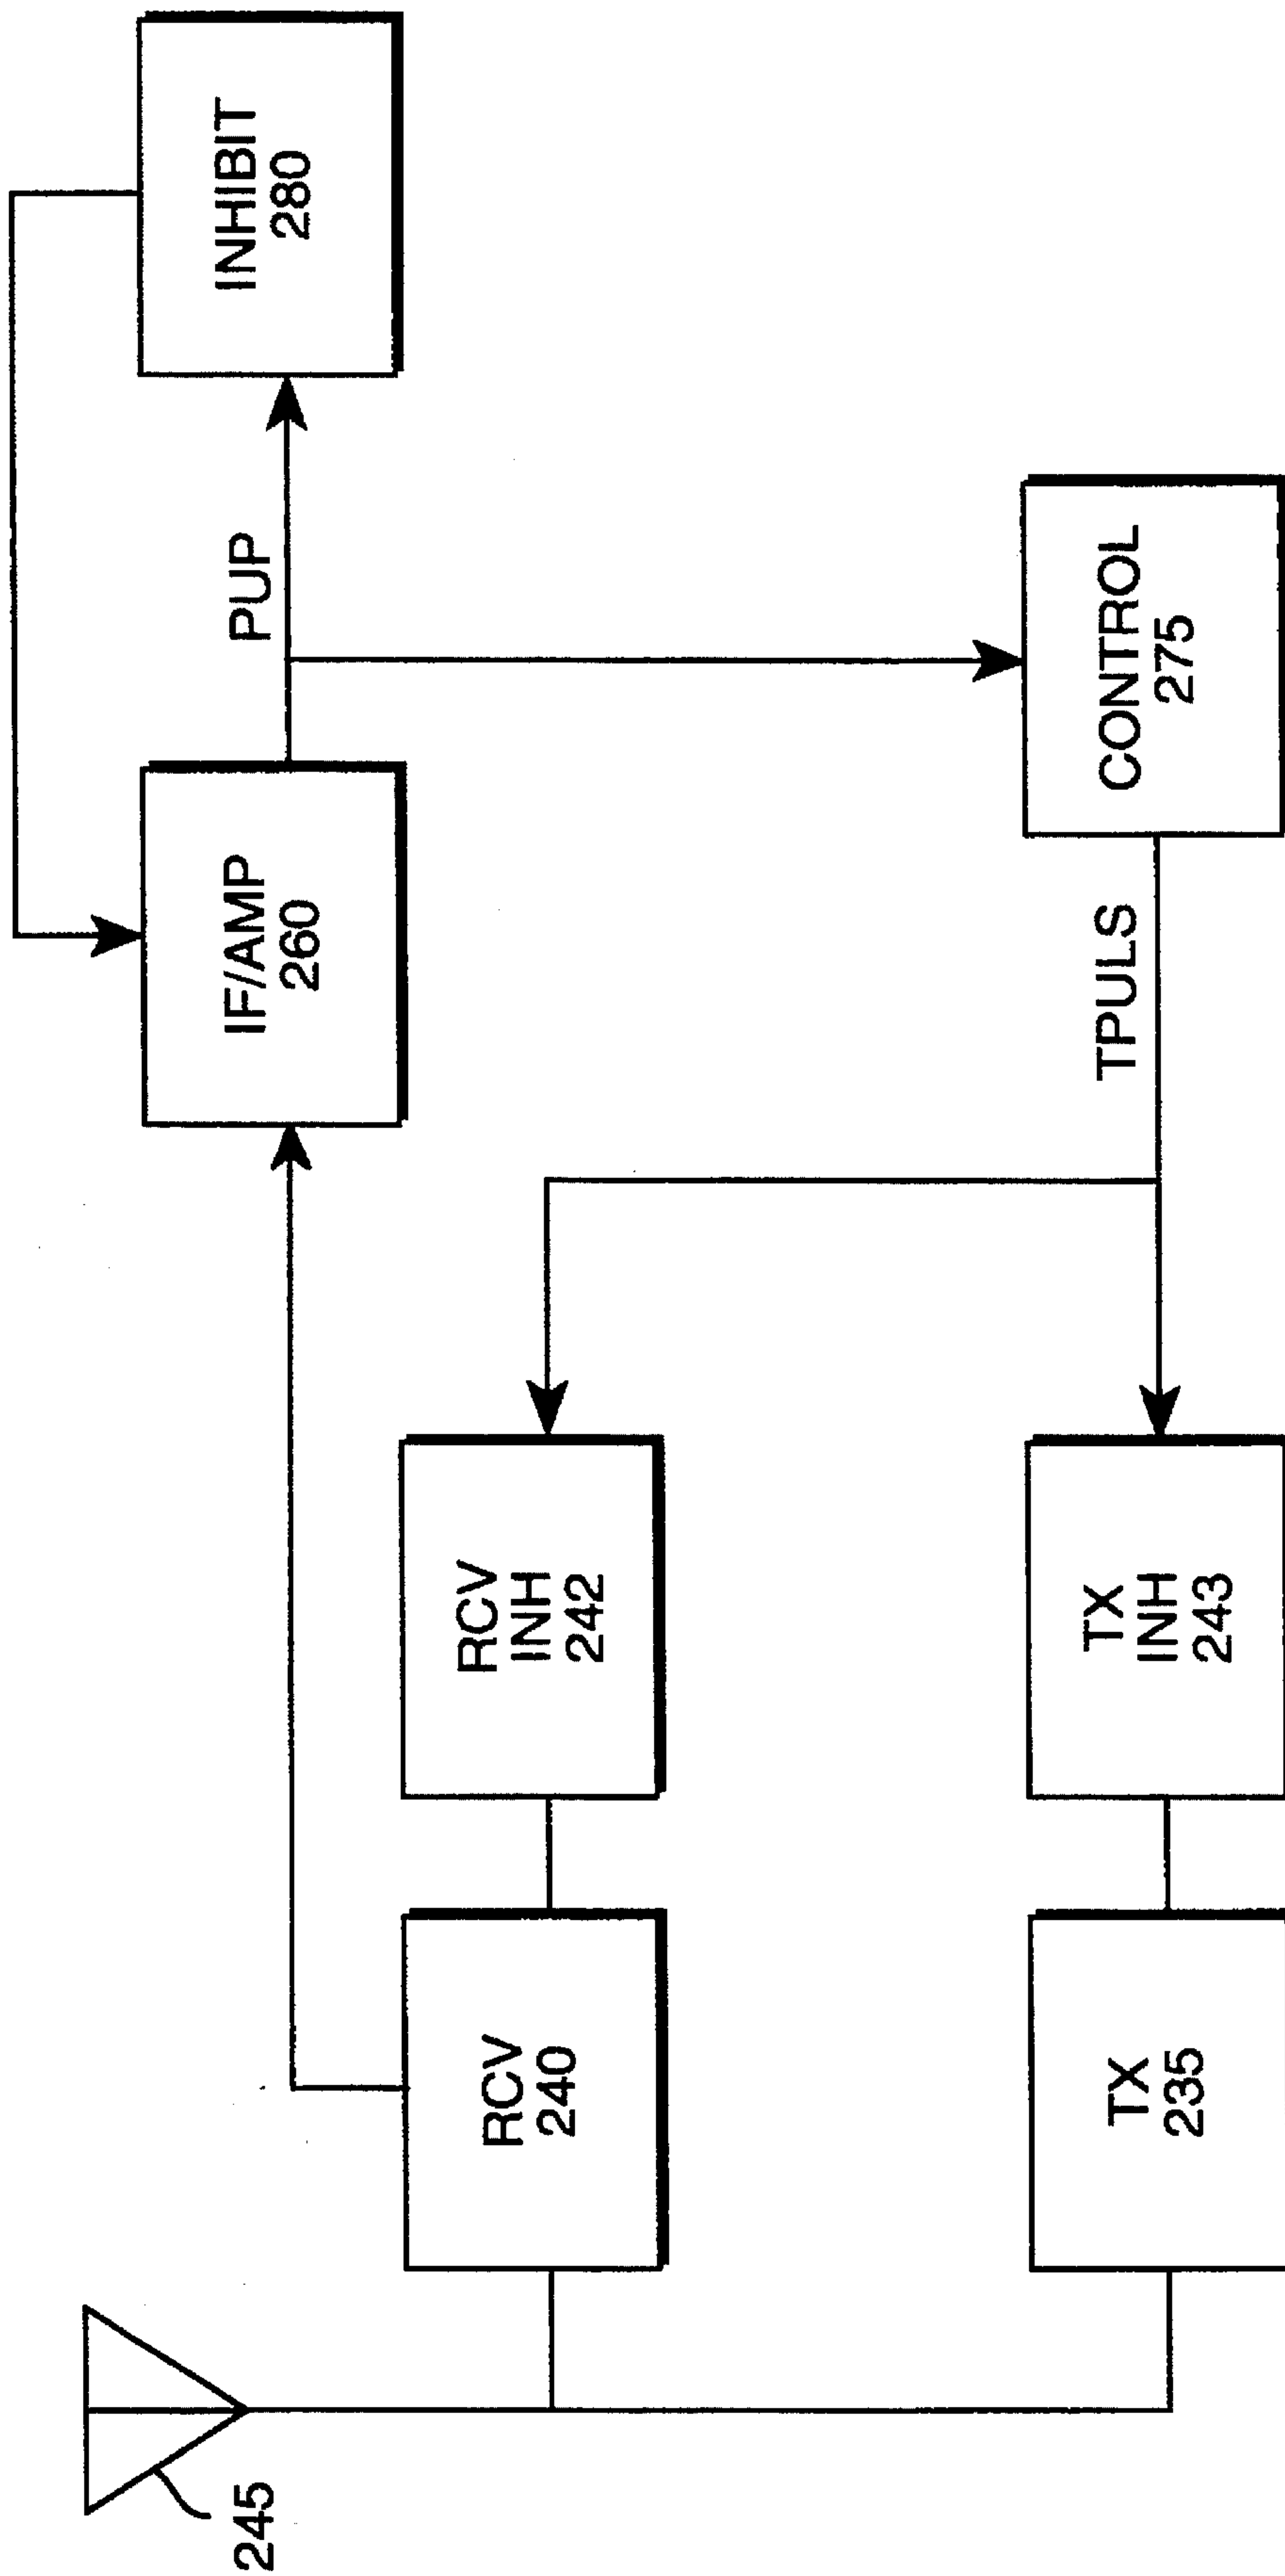 INHIBIT
280
PUP
IF/AMP
260
CONTROL
275
TPULS
RCV
INH
242
TX
INH
243
RCV
240
TX
235
245